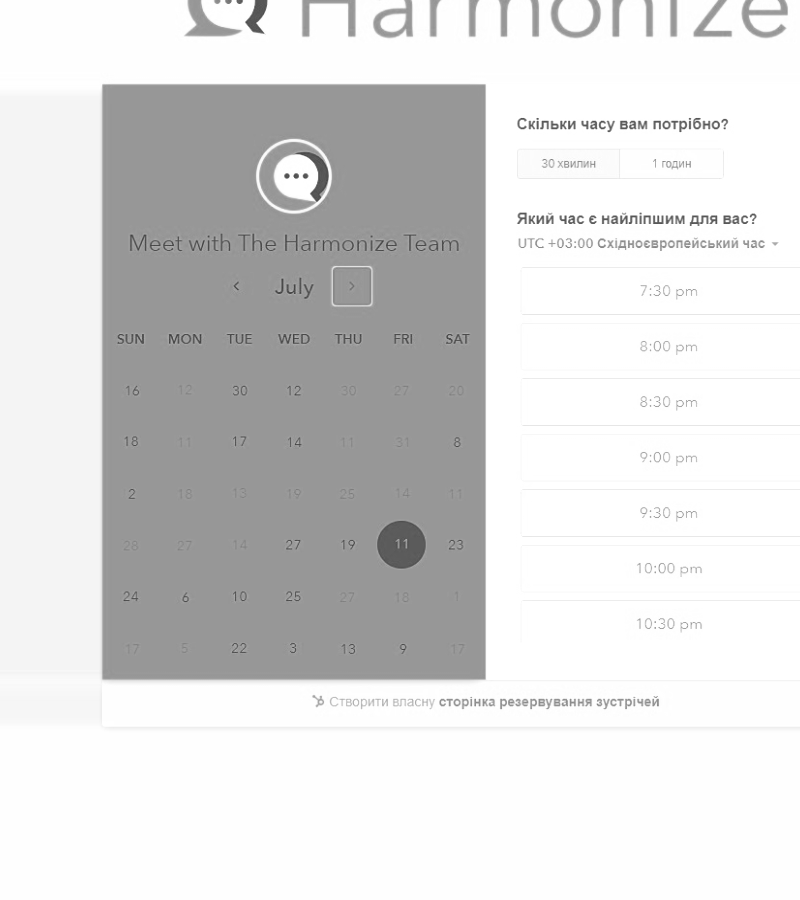 Harmonize
Meet with The Harmonize Team
July
SUN MON TUE WED THU FRI SAT
16 12 30 12 30 27 20
18 11 17 14 11 31 8
2 18 13 19 25 14 11
28 27 14 27 19 11 23
24 6 10 25 27 18 1
17 5 22 3 13 9 17
Скільки часу вам потрібно?
30 хвилин 1 годин
Який час є найліпшим для вас?
UTC +03:00 Східноєвропейський час
7:30 pm
8:00 pm
8:30 pm
9:00 pm
9:30 pm
10:00 pm
10:30 pm
Створити власну сторінка резервування зустрічей